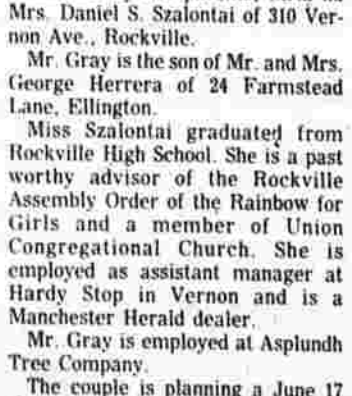 Mrs. Daniel S. Szalontai of 310 Ver-
non Ave., Rockville.
Mr. Gray is the son of Mr. and Mrs.
George Herrera of 24 Farmstead
Lane, Ellington.
Miss Szalontai graduated from
Rockville High School. She is a past
worthy advisor of the Rockville
Assembly Order of the Rainbow for
Girls and a member of Union
Congregational Church. She is
employed as assistant manager at
Hardy Stop in Vernon and is a
Manchester Herald dealer.
Mr. Gray is employed at Asplundh
Tree Company.
The couple is planning a June 17